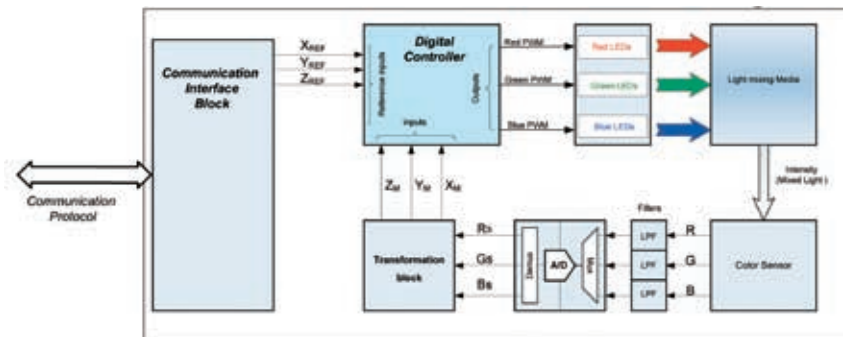 Communication
Interface
Block
Communication
Protocol
XREF
YREF
ZREF
Digital
Controller
Reference inputs
inputs
Outputs
Red PWM
Green PWM
Blue PWM
Red LEDs
Green LEDs
Blue LEDs
Light mixing Media
Intensity
(Mixed Light )
ZM
YM
XM
Transformation
block
Rs
Gs
Bs
Demux
A/D
Mux
Filters
LPF
LPF
LPF
R
G
B
Color Sensor